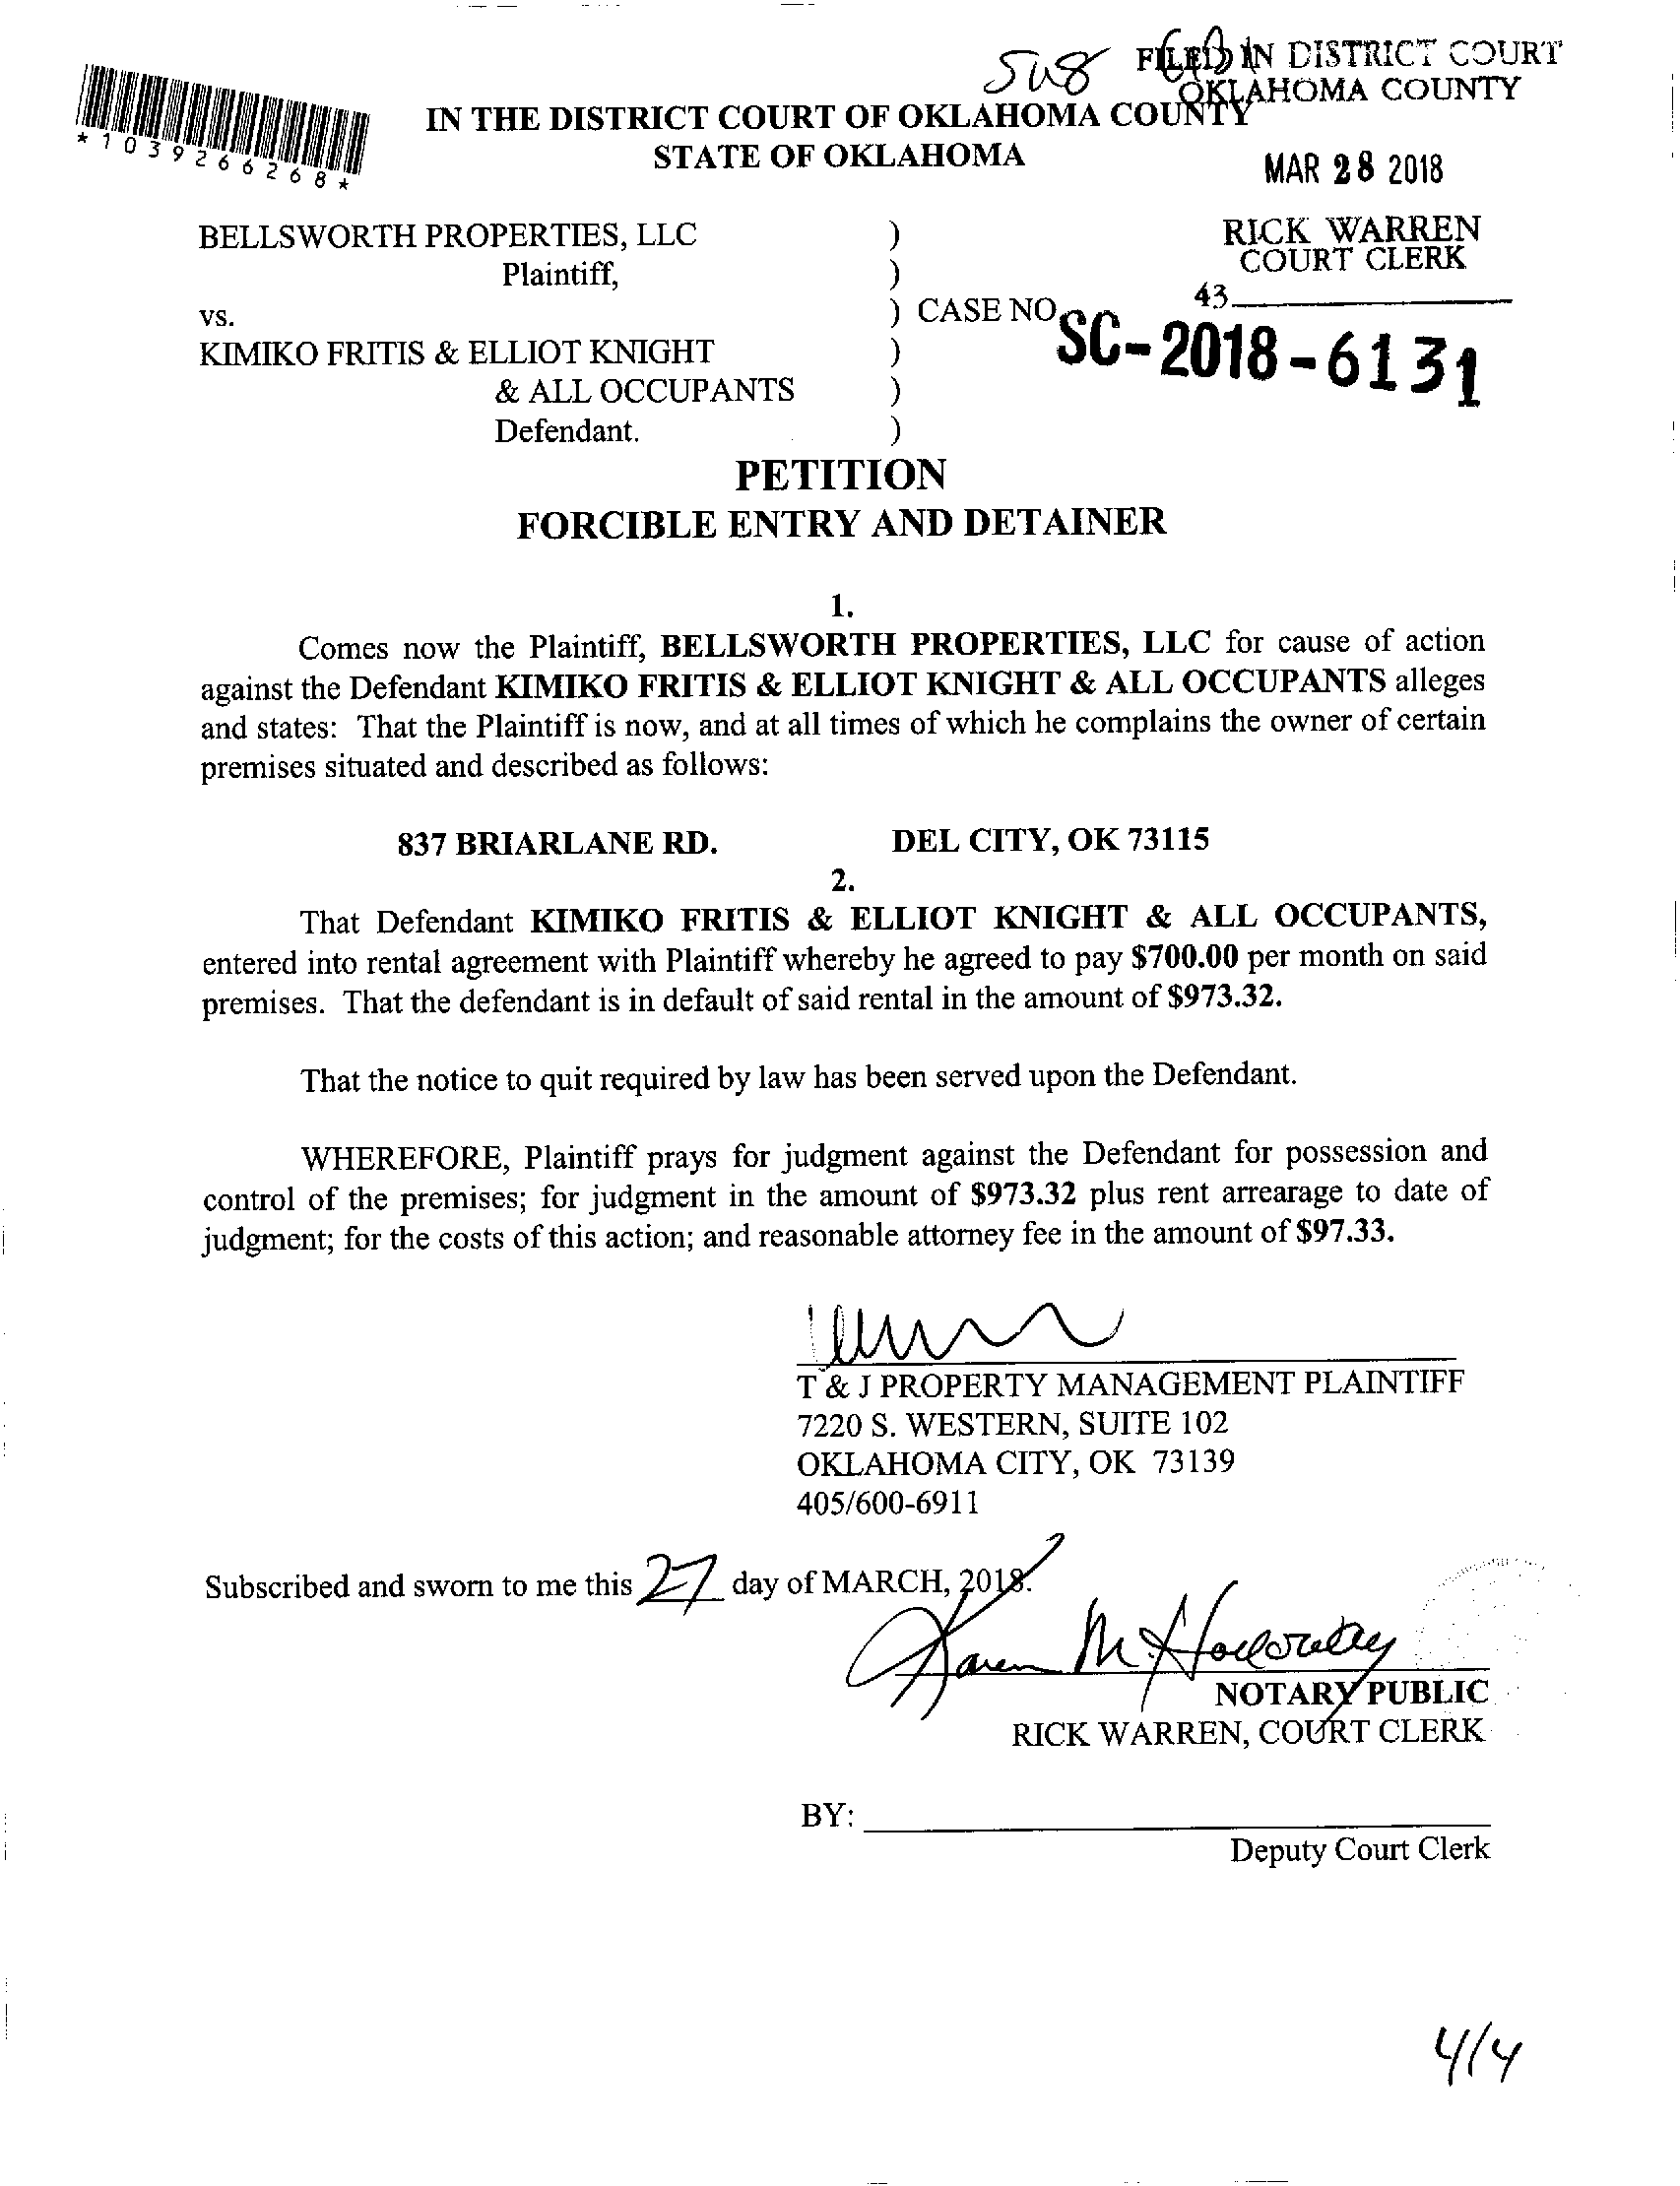 FILED IN DISTRICT COURT
OKLAHOMA COUNTY
*1039266268*
IN THE DISTRICT COURT OF OKLAHOMA COUNTY
STATE OF OKLAHOMA
MAR 28 2018
RICK WARREN
COURT CLERK
43
BELLSWORTH PROPERTIES, LLC )
Plaintiff, )
vs. ) CASE NO. SC-2018-6131
KIMIKO FRITIS & ELLIOT KNIGHT )
& ALL OCCUPANTS )
Defendant. )
PETITION
FORCIBLE ENTRY AND DETAINER
1.
Comes now the Plaintiff, BELLSWORTH PROPERTIES, LLC for cause of action
against the Defendant KIMIKO FRITIS & ELLIOT KNIGHT & ALL OCCUPANTS alleges
and states: That the Plaintiff is now, and at all times of which he complains the owner of certain
premises situated and described as follows:
837 BRIARLANE RD. DEL CITY, OK 73115
2.
That Defendant KIMIKO FRITIS & ELLIOT KNIGHT & ALL OCCUPANTS,
entered into rental agreement with Plaintiff whereby he agreed to pay $700.00 per month on said
premises. That the defendant is in default of said rental in the amount of $973.32.
That the notice to quit required by law has been served upon the Defendant.
WHEREFORE, Plaintiff prays for judgment against the Defendant for possession and
control of the premises; for judgment in the amount of $973.32 plus rent arrearage to date of
judgment; for the costs of this action; and reasonable attorney fee in the amount of $97.33.
T & J PROPERTY MANAGEMENT PLAINTIFF
7220 S. WESTERN, SUITE 102
OKLAHOMA CITY, OK 73139
405/600-6911
Subscribed and sworn to me this 27 day of MARCH, 2018.
Karen M
NOTARY PUBLIC
RICK WARREN, COURT CLERK
BY:
Deputy Court Clerk
4/4